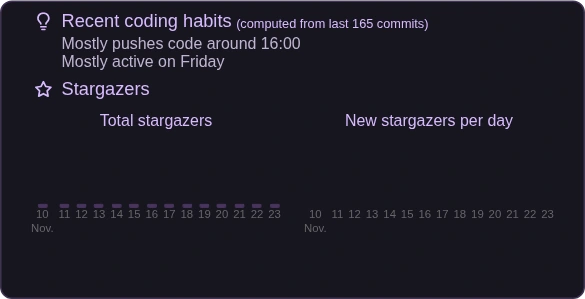 Recent coding habits (computed from last 165 commits)
Mostly pushes code around 16:00
Mostly active on Friday
Stargazers
Total stargazers
New stargazers per day
10 11 12 13 14 15 16 17 18 19 20 21 22 23
Nov.
10 11 12 13 14 15 16 17 18 19 20 21 22 23
Nov.